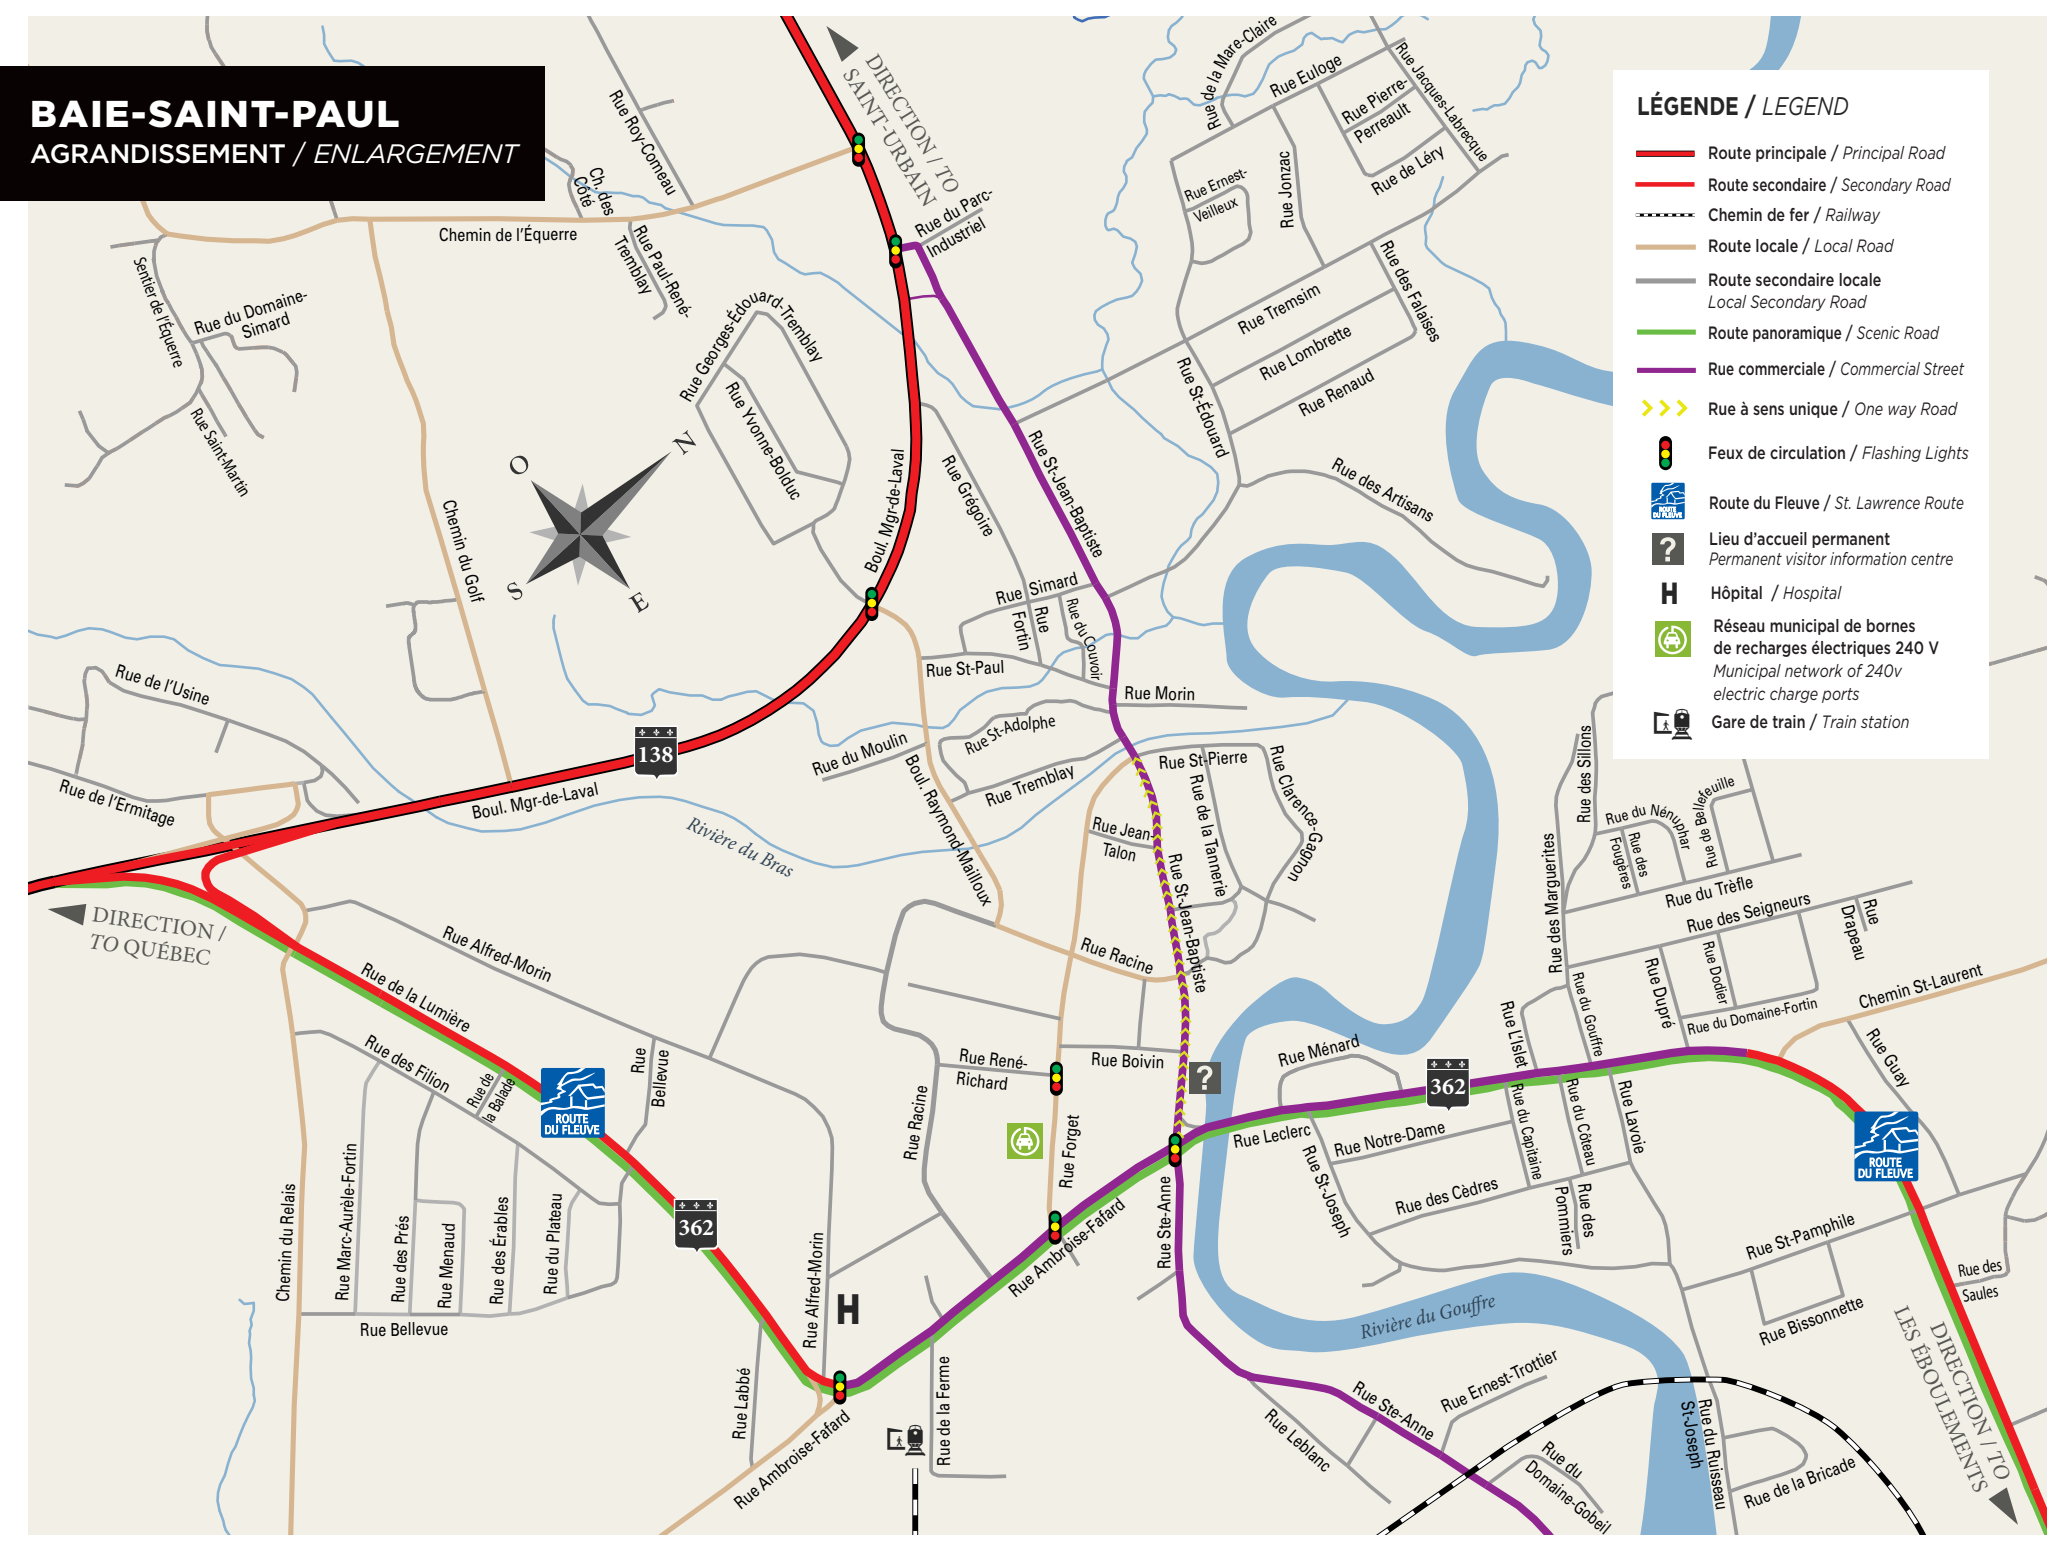 BAIE-SAINT-PAUL
AGRANDISSEMENT / ENLARGEMENT
DIRECTION / TO
SAINT-URBAIN
Rue Roy-Comeau
Ch. des
Côté
Chemin de l'Équerre
Rue Paul-René-
Tremblay
Rue du Parc-
Industriel
Sentier de l'Équerre
Rue du Domaine-
Simard
Rue Saint-Martin
Chemin du Golf
Rue Georges-Édouard-Tremblay
Rue Yvonne-Bolduc
Boul. Mgr-de-Laval
Rue Grégoire
Rue St-Jean-Baptiste
N
O
S
E
Rue de la Mare-Claire
Rue Euloge
Rue Jacques-Labrecque
Rue Pierre-
Perreault
Rue de Léry
Rue Ernest-
Veilleux
Rue Jonzac
Rue des Falaises
Rue Tremsim
Rue Lombrette
Rue Renaud
Rue St-Édouard
Rue des Artisans
LÉGENDE / LEGEND
Route principale / Principal Road
Route secondaire / Secondary Road
Chemin de fer / Railway
Route locale / Local Road
Route secondaire locale
Local Secondary Road
Route panoramique / Scenic Road
Rue commerciale / Commercial Street
Rue à sens unique / One way Road
Feux de circulation / Flashing Lights
ROUTE
DU FLEUVE
Route du Fleuve / St. Lawrence Route
?
Lieu d'accueil permanent
Permanent visitor information centre
H
Hôpital / Hospital
Réseau municipal de bornes
de recharges électriques 240 V
Municipal network of 240v
electric charge ports
Gare de train / Train station
Rue Simard
Rue
Fortin
Rue du Couvoir
Rue St-Paul
Rue Morin
Rue de l'Usine
Rue de l'Ermitage
138
Boul. Mgr-de-Laval
Rivière du Bras
Rue du Moulin
Rue St-Adolphe
Rue Tremblay
Boul. Raymond-Mailloux
Rue St-Pierre
Rue Clarence-Gagnon
Rue de la Tannerie
Rue Jean-
Talon
Rue St-Jean-Baptiste
Rue Racine
Rue des Sillons
Rue du Nénuphar
Rue de Bellefeuille
Rue des
Fougères
Rue des Marguerites
Rue du Trèfle
Rue des Seigneurs
Rue
Drapeau
Rue Dupré
Rue Dodier
Rue du Domaine-Fortin
Chemin St-Laurent
Rue Guay
DIRECTION /
TO QUÉBEC
Rue Alfred-Morin
Rue de la Lumière
Rue des Filion
Rue de
la Balade
ROUTE
DU FLEUVE
Rue
Bellevue
Rue René-
Richard
Rue Boivin
?
Rue Racine
Rue Forget
Rue Ménard
362
Rue L'Islet
Rue du Gouffre
Rue Leclerc
Rue Notre-Dame
Rue du Capitaine
Rue du Côteau
Rue Lavoie
Rue St-Joseph
Rue des Cèdres
Rue des
Pommiers
ROUTE
DU FLEUVE
Rue St-Pamphile
Rue Bissonnette
Rue des
Saules
DIRECTION / TO
LES ÉBOULEMENTS
Chemin du Relais
Rue Marc-Aurèle-Fortin
Rue des Prés
Rue Menaud
Rue des Érables
Rue du Plateau
Rue Bellevue
362
Rue Alfred-Morin
H
Rue Labbé
Rue Ambroise-Fafard
Rue Ambroise-Fafard
Rue de la Ferme
Rue Ste-Anne
Rivière du Gouffre
Rue Ste-Anne
Rue Leblanc
Rue Ernest-Trottier
Rue du
Domaine-Gobeil
Rue du Ruisseau
St-Joseph
Rue de la Bricade